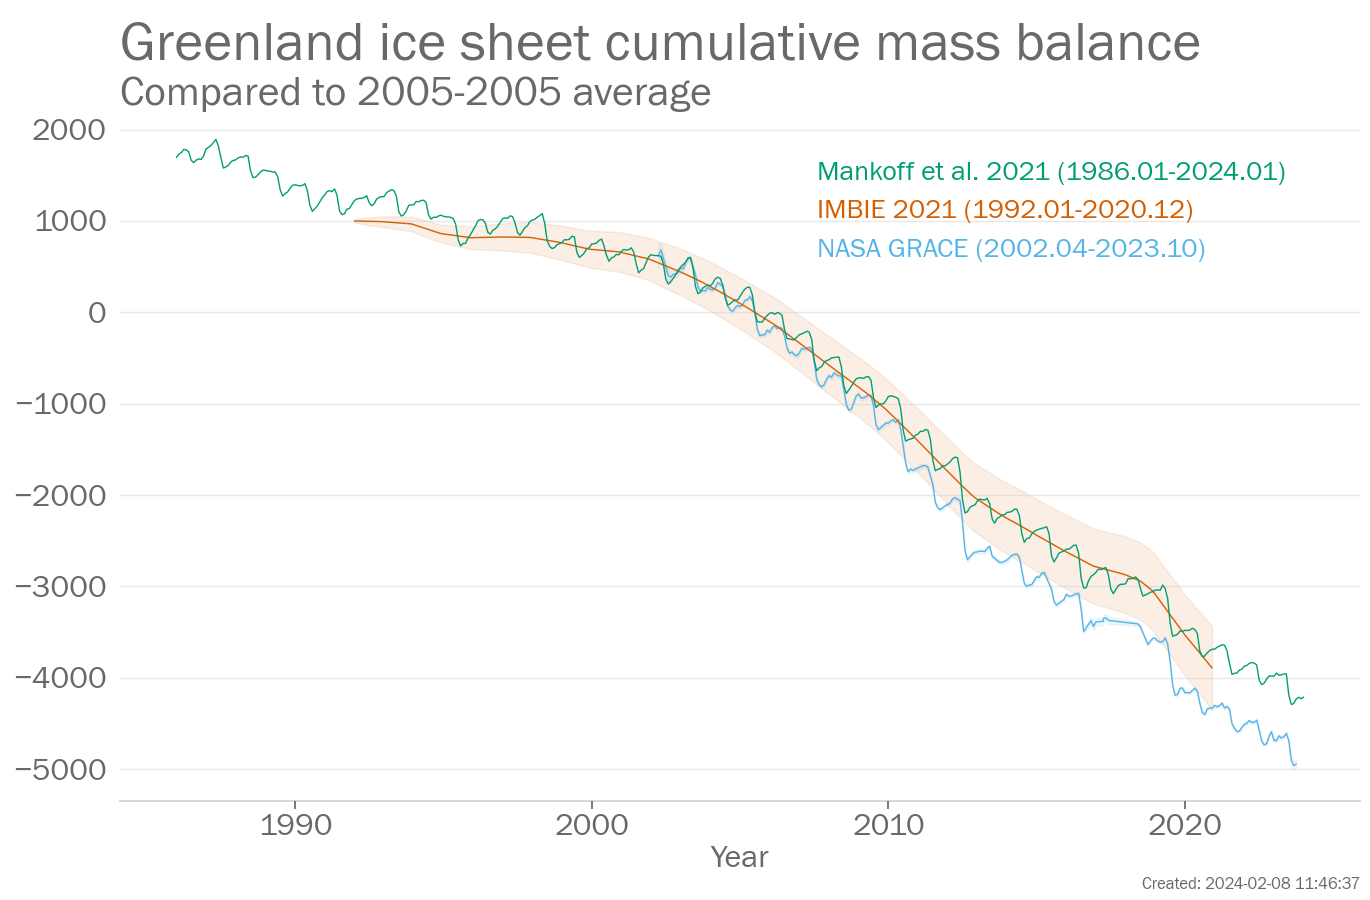 Greenland ice sheet cumulative mass balance
Compared to 2005-2005 average
2000
1000
0
−1000
−2000
−3000
−4000
−5000
Mankoff et al. 2021 (1986.01-2024.01)
IMBIE 2021 (1992.01-2020.12)
NASA GRACE (2002.04-2023.10)
1990 2000 2010 2020
Year
Created: 2024-02-08 11:46:37